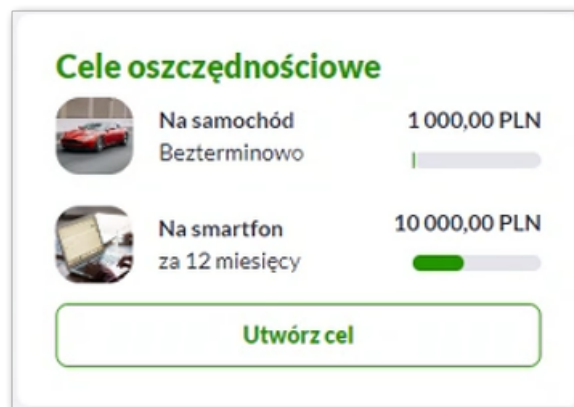 Cele oszczędnościowe
Na samochód
1 000,00 PLN
Bezterminowo
Na smartfon
10 000,00 PLN
za 12 miesięcy
Utwórz cel